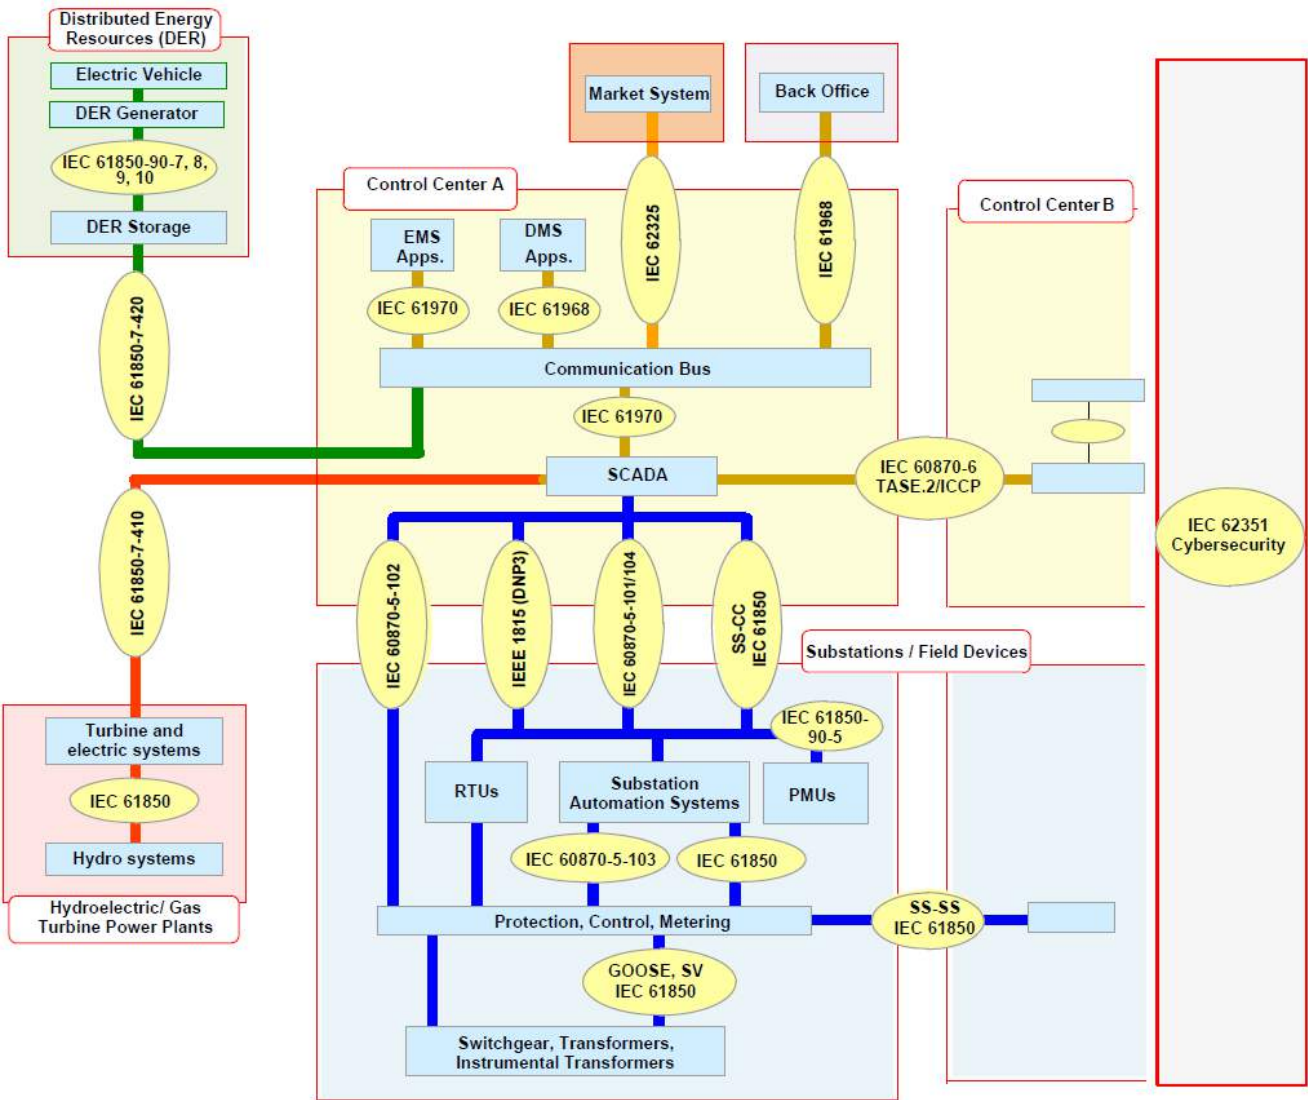 Distributed Energy
Resources (DER)
Electric Vehicle
DER Generator
IEC 61850-90-7, 8,
9, 10
DER Storage
IEC 61850-7-420
Market System
Back Office
IEC 62325
IEC 61968
Control Center A
EMS
Apps.
DMS
Apps.
IEC 61970
IEC 61968
Communication Bus
IEC 61970
SCADA
Control Center B
IEC 60870-6
TASE.2/ICCP
IEC 62351
Cybersecurity
IEC 61850-7-410
IEC 60870-5-102
IEEE 1815 (DNP3)
IEC 60870-5-101/104
SS-CC
IEC 61850
Substations / Field Devices
Turbine and
electric systems
IEC 61850
Hydro systems
Hydroelectric/ Gas
Turbine Power Plants
IEC 61850-
90-5
RTUs
Substation
Automation Systems
PMUs
IEC 60870-5-103
IEC 61850
Protection, Control, Metering
SS-SS
IEC 61850
GOOSE, SV
IEC 61850
Switchgear, Transformers,
Instrumental Transformers